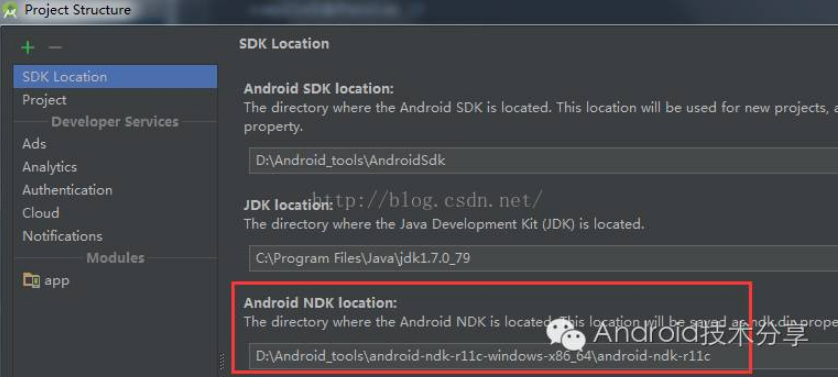 Project Structure
SDK Location
Project
Developer Services
Ads
Analytics
Authentication
Cloud
Notifications
Modules
app
SDK Location
Android SDK location:
The directory where the Android SDK is located. This location will be used for new projects, a
property.
D:\Android_tools\AndroidSdk
http://blog.csdn.net/
JDK location:
The directory where the Java Development Kit (JDK) is located.
C:\Program Files\Java\jdk1.7.0_79
Android NDK location:
The directory where the Android NDK is located. This location will be saved as ndk.dir prope
Android技术分享
D:\Android_tools\android-ndk-r11c-windows-x86_64\android-ndk-r11c